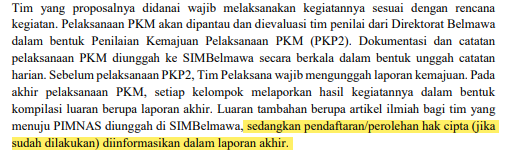 Tim yang proposalnya didanai wajib melaksanakan kegiatannya sesuai dengan rencana
kegiatan. Pelaksanaan PKM akan dipantau dan dievaluasi tim penilai dari Direktorat Belmawa
dalam bentuk Penilaian Kemajuan Pelaksanaan PKM (PKP2). Dokumentasi dan catatan
pelaksanaan PKM diunggah ke SIMBelmawa secara berkala dalam bentuk unggah catatan
harian. Sebelum pelaksanaan PKP2, Tim Pelaksana wajib mengunggah laporan kemajuan. Pada
akhir pelaksanaan PKM, setiap kelompok melaporkan hasil kegiatannya dalam bentuk
kompilasi luaran berupa laporan akhir. Luaran tambahan berupa artikel ilmiah bagi tim yang
menuju PIMNAS diunggah di SIMBelmawa, sedangkan pendaftaran/perolehan hak cipta (jika
sudah dilakukan) diinformasikan dalam laporan akhir.